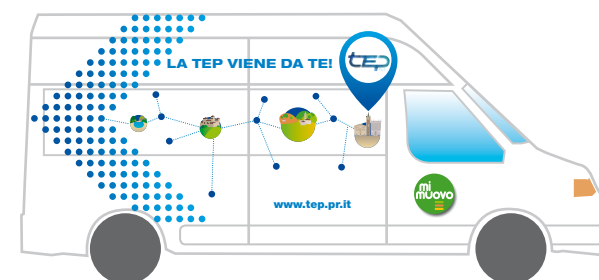 LA TEP VIENE DA TE!
tep
mi
muovo
www.tep.pr.it